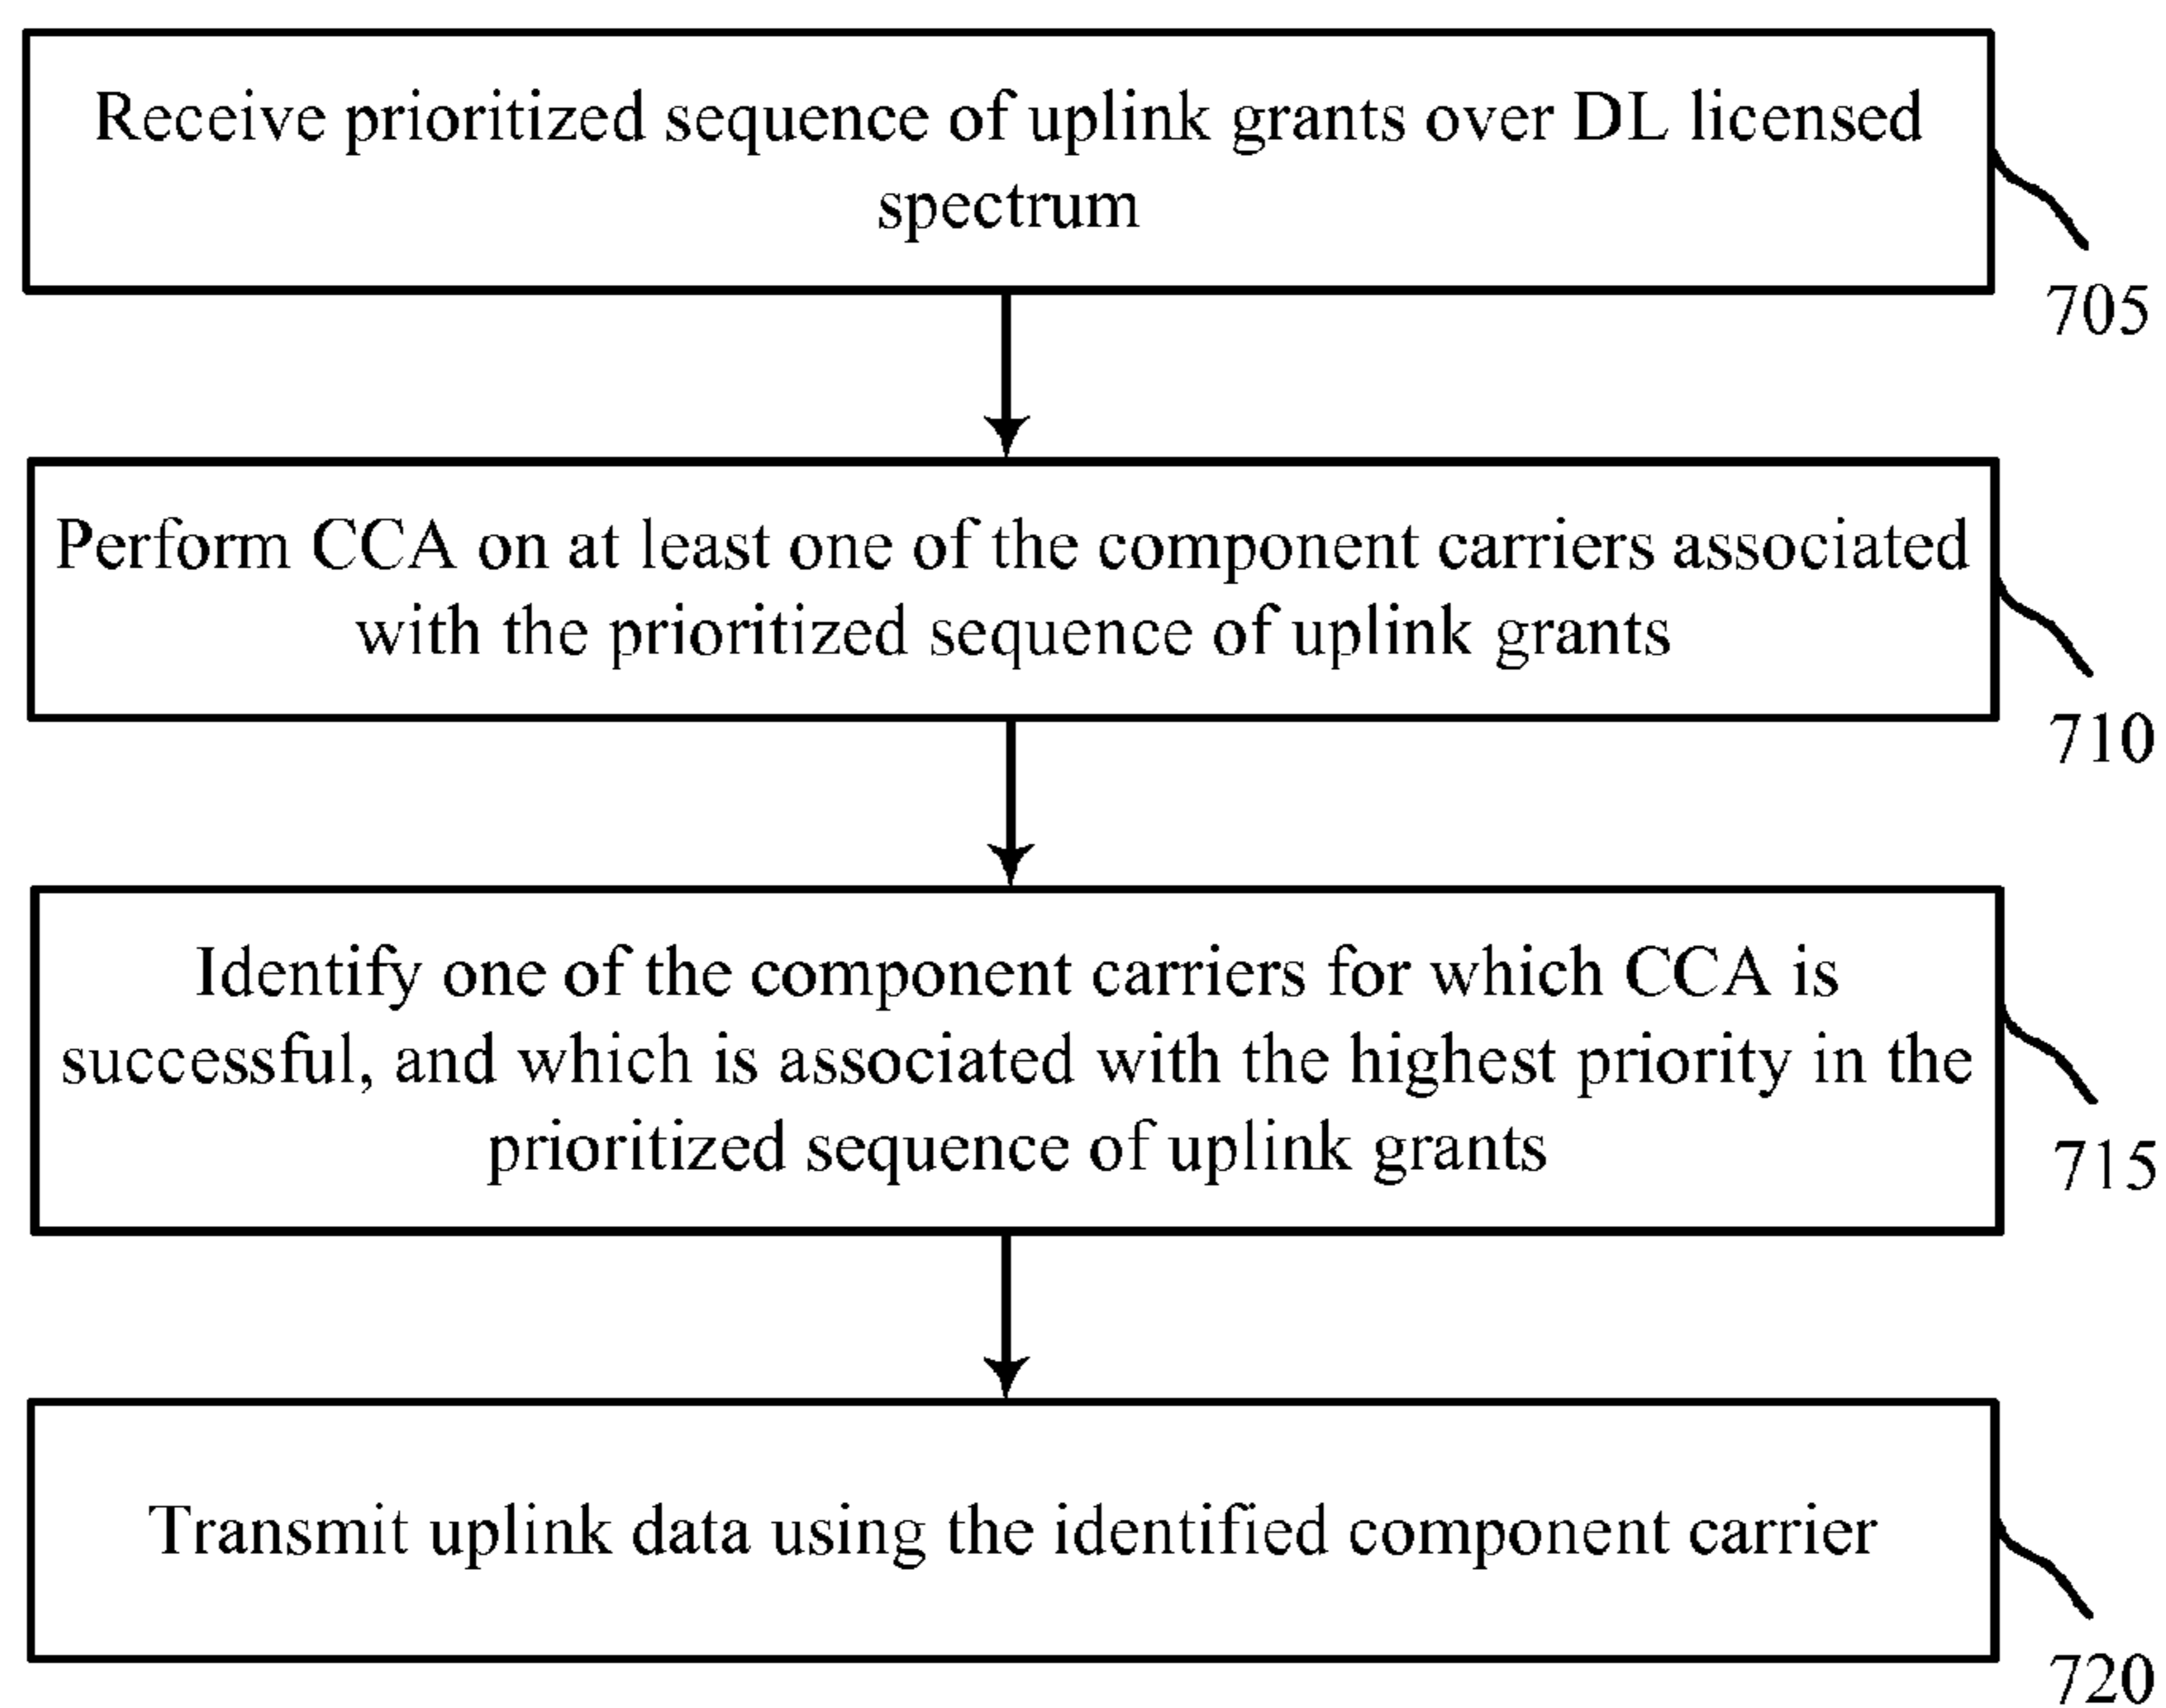 Receive prioritized sequence of uplink grants over DL licensed
spectrum
705
Perform CCA on at least one of the component carriers associated
with the prioritized sequence of uplink grants
710
Identify one of the component carriers for which CCA is
successful, and which is associated with the highest priority in the
prioritized sequence of uplink grants
715
Transmit uplink data using the identified component carrier
720